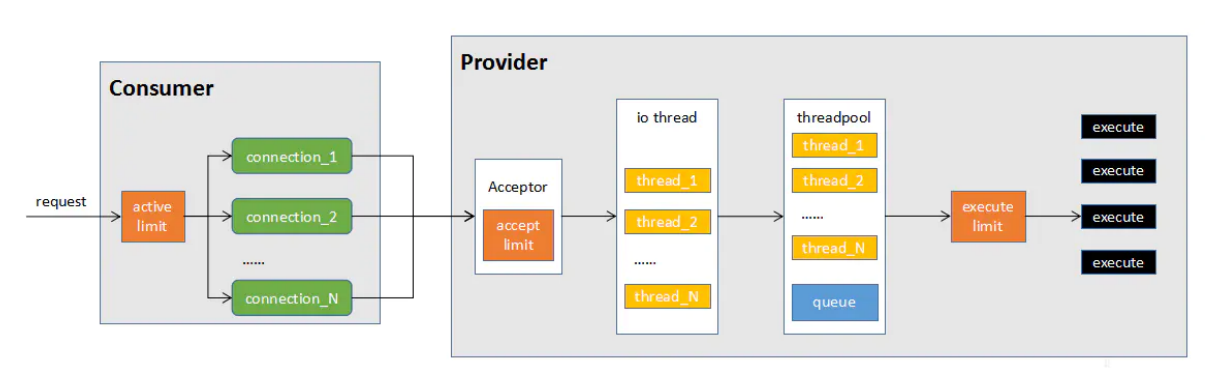 Consumer
request
active
limit
connection_1
connection_2
......
connection_N
Provider
Acceptor
accept
limit
io thread
thread_1
thread_2
......
thread_N
threadpool
thread_1
thread_2
......
thread_N
queue
execute
limit
execute
execute
execute
execute